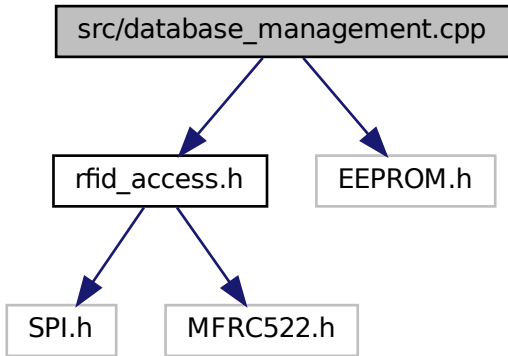 src/database_management.cpp
rfid_access.h
EEPROM.h
SPI.h
MFRC522.h